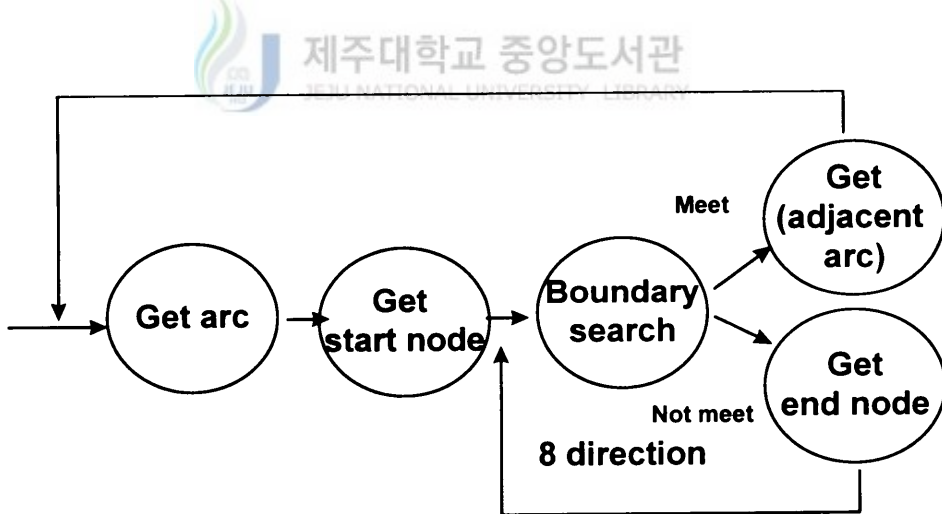 제주대학교 중앙도서관
JEJU NATIONAL UNIVERSITY LIBRARY
Get arc
Get
start node
Boundary
search
Meet
Get
(adjacent
arc)
Not meet
Get
end node
8 direction